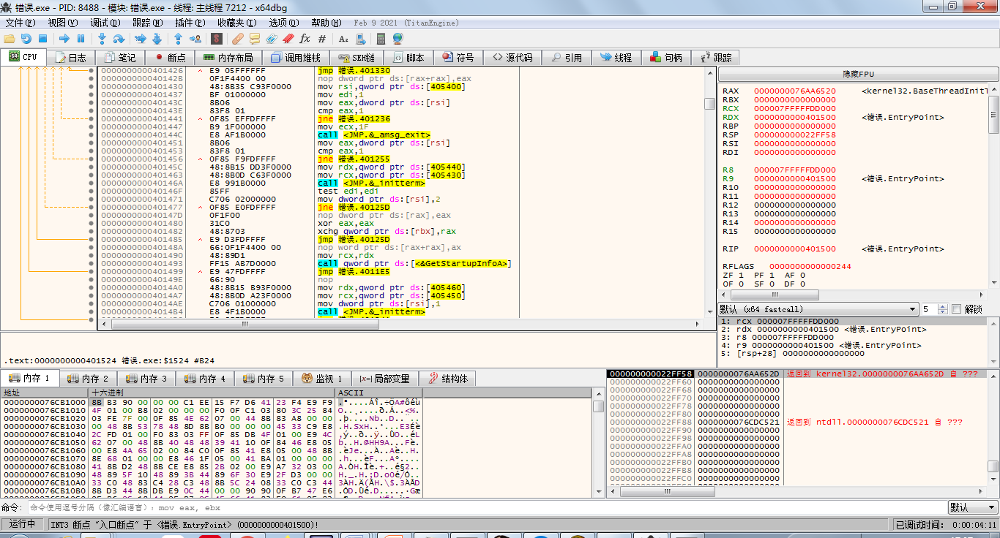 错误.exe - PID: 8488 - 模块: 错误.exe - 线程: 主线程 7212 - x64dbg
文件(F) 视图(V) 调试(D) 跟踪(N) 插件(P) 收藏夹(I) 选项(O) 帮助(H) Feb 9 2021 (TitanEngine)
CPU 日志 笔记 断点 内存布局 调用堆栈 SEH链 脚本 符号 源代码 引用 线程 句柄 跟踪
0000000000401426 E9 05FFFFFF jmp 错误.401330
000000000040142B 0F1F4400 00 nop dword ptr ds:[rax+rax],eax
0000000000401430 48:8B35 C93F0000 mov rsi,qword ptr ds:[405400]
0000000000401437 BF 01000000 mov edi,1
000000000040143C 8B06 mov eax,dword ptr ds:[rsi]
000000000040143E 83F8 01 cmp eax,1
0000000000401441 0F85 EFFDFFFF jne 错误.401236
0000000000401447 B9 1F000000 mov ecx,1F
000000000040144C E8 AF1B0000 call <JMP.&_amsg_exit>
0000000000401451 8B06 mov eax,dword ptr ds:[rsi]
0000000000401453 83F8 01 cmp eax,1
0000000000401456 0F85 F9FDFFFF jne 错误.401255
000000000040145C 48:8B15 DD3F0000 mov rdx,qword ptr ds:[405440]
0000000000401463 48:8B0D C63F0000 mov rcx,qword ptr ds:[405430]
000000000040146A E8 991B0000 call <JMP.&_initterm>
000000000040146F 85FF test edi,edi
0000000000401471 C706 02000000 mov dword ptr ds:[rsi],2
0000000000401477 0F85 E0FDFFFF jne 错误.40125D
000000000040147D 0F1F00 nop dword ptr ds:[rax],eax
0000000000401480 31C0 xor eax,eax
0000000000401482 48:8703 xchg qword ptr ds:[rbx],rax
0000000000401485 E9 D3FDFFFF jmp 错误.40125D
000000000040148A 66:0F1F4400 00 nop word ptr ds:[rax+rax],ax
0000000000401490 48:89D1 mov rcx,rdx
0000000000401493 FF15 AB7D0000 call qword ptr ds:[<&GetStartupInfoA>]
0000000000401499 E9 47FDFFFF jmp 错误.4011E5
000000000040149E 66:90 nop
00000000004014A0 48:8B15 B93F0000 mov rdx,qword ptr ds:[405460]
00000000004014A7 48:8B0D A23F0000 mov rcx,qword ptr ds:[405450]
00000000004014AE C706 01000000 mov dword ptr ds:[rsi],1
00000000004014B4 E8 4F1B0000 call <JMP.&_initterm>
隐藏FPU
RAX 0000000076AA6520 <kernel32.BaseThreadInitT
RBX 0000000000000000
RCX 000007FFFFFDD000
RDX 0000000000401500 <错误.EntryPoint>
RBP 0000000000000000
RSP 000000000022FF58
RSI 0000000000000000
RDI 0000000000000000
R8 000007FFFFFDD000
R9 0000000000401500 <错误.EntryPoint>
R10 0000000000000000
R11 0000000000000000
R12 0000000000000000
R13 0000000000000000
R14 0000000000000000
R15 0000000000000000
RIP 0000000000401500 <错误.EntryPoint>
RFLAGS 0000000000000244
ZF 1 PF 1 AF 0
OF 0 SF 0 DF 0
默认 (x64 fastcall) 5 解锁
1: rcx 000007FFFFFDD000
2: rdx 0000000000401500 <错误.EntryPoint>
3: r8 000007FFFFFDD000
4: r9 0000000000401500 <错误.EntryPoint>
5: [rsp+28] 0000000000000000
.text:0000000000401524 错误.exe:$1524 #B24
内存 1 内存 2 内存 3 内存 4 内存 5 监视 1 [x=] 局部变量 结构体
地址 十六进制 ASCII
0000000076CB1000 8B 83 90 00 00 00 C1 EE 15 F7 D6 41 23 F4 E9 F9
0000000076CB1010 4F 01 00 B8 02 00 00 00 F0 0F C1 03 80 3C 25 84
0000000076CB1020 03 FE 7F 00 0F 85 4E 62 07 00 44 8B 83 A8 00 00
0000000076CB1030 00 48 8B 53 78 48 8D 8B B0 00 00 00 45 33 C9 E8
0000000076CB1040 2C FD 01 00 F0 83 03 FF 0F 85 DB 4F 01 00 E9 4C
0000000076CB1050 62 07 00 48 8B 40 48 48 39 41 10 0F 84 46 E8 05
0000000076CB1060 00 E8 4A 65 02 00 84 C0 0F 85 41 E8 05 00 48 8B
0000000076CB1070 8E 68 01 00 00 E8 46 1F 05 00 41 BA 01 00 00 00
0000000076CB1080 41 8B D2 48 8B CE E8 85 2B 02 00 E9 A7 32 03 00
0000000076CB1090 48 89 5F 10 48 89 3B 44 89 6F 30 E9 2F D3 00 00
0000000076CB10A0 33 C0 48 83 C4 28 C3 48 8B 5C 24 08 33 C0 C3 44
0000000076CB10B0 8B D3 44 8B DB E9 0C 44 00 00 90 90 0F B7 47 E6
000000000022FF58 0000000076AA652D 返回到 kernel32.0000000076AA652D 自 ???
000000000022FF60 0000000000000000
000000000022FF68 0000000000000000
000000000022FF70 0000000000000000
000000000022FF78 0000000000000000
000000000022FF80 0000000000000000
000000000022FF88 0000000076CDC521 返回到 ntdll.0000000076CDC521 自 ???
000000000022FF90 0000000000000000
000000000022FF98 0000000000000000
000000000022FFA0 0000000000000000
000000000022FFA8 0000000000000000
000000000022FFB0 0000000000000000
000000000022FFB8 0000000000000000
000000000022FFC0 0000000000000000
命令: 命令使用逗号分隔（像汇编语言）: mov eax, ebx 默认
运行中 INT3 断点 “入口断点” 于 <错误.EntryPoint> (0000000000401500)! 已调试时间: 0:00:04:11